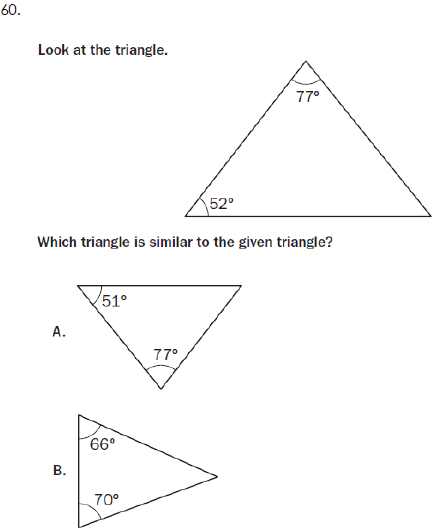 60.
Look at the triangle.
77°
52°
Which triangle is similar to the given triangle?
51°
A.
77°
66°
B.
70°